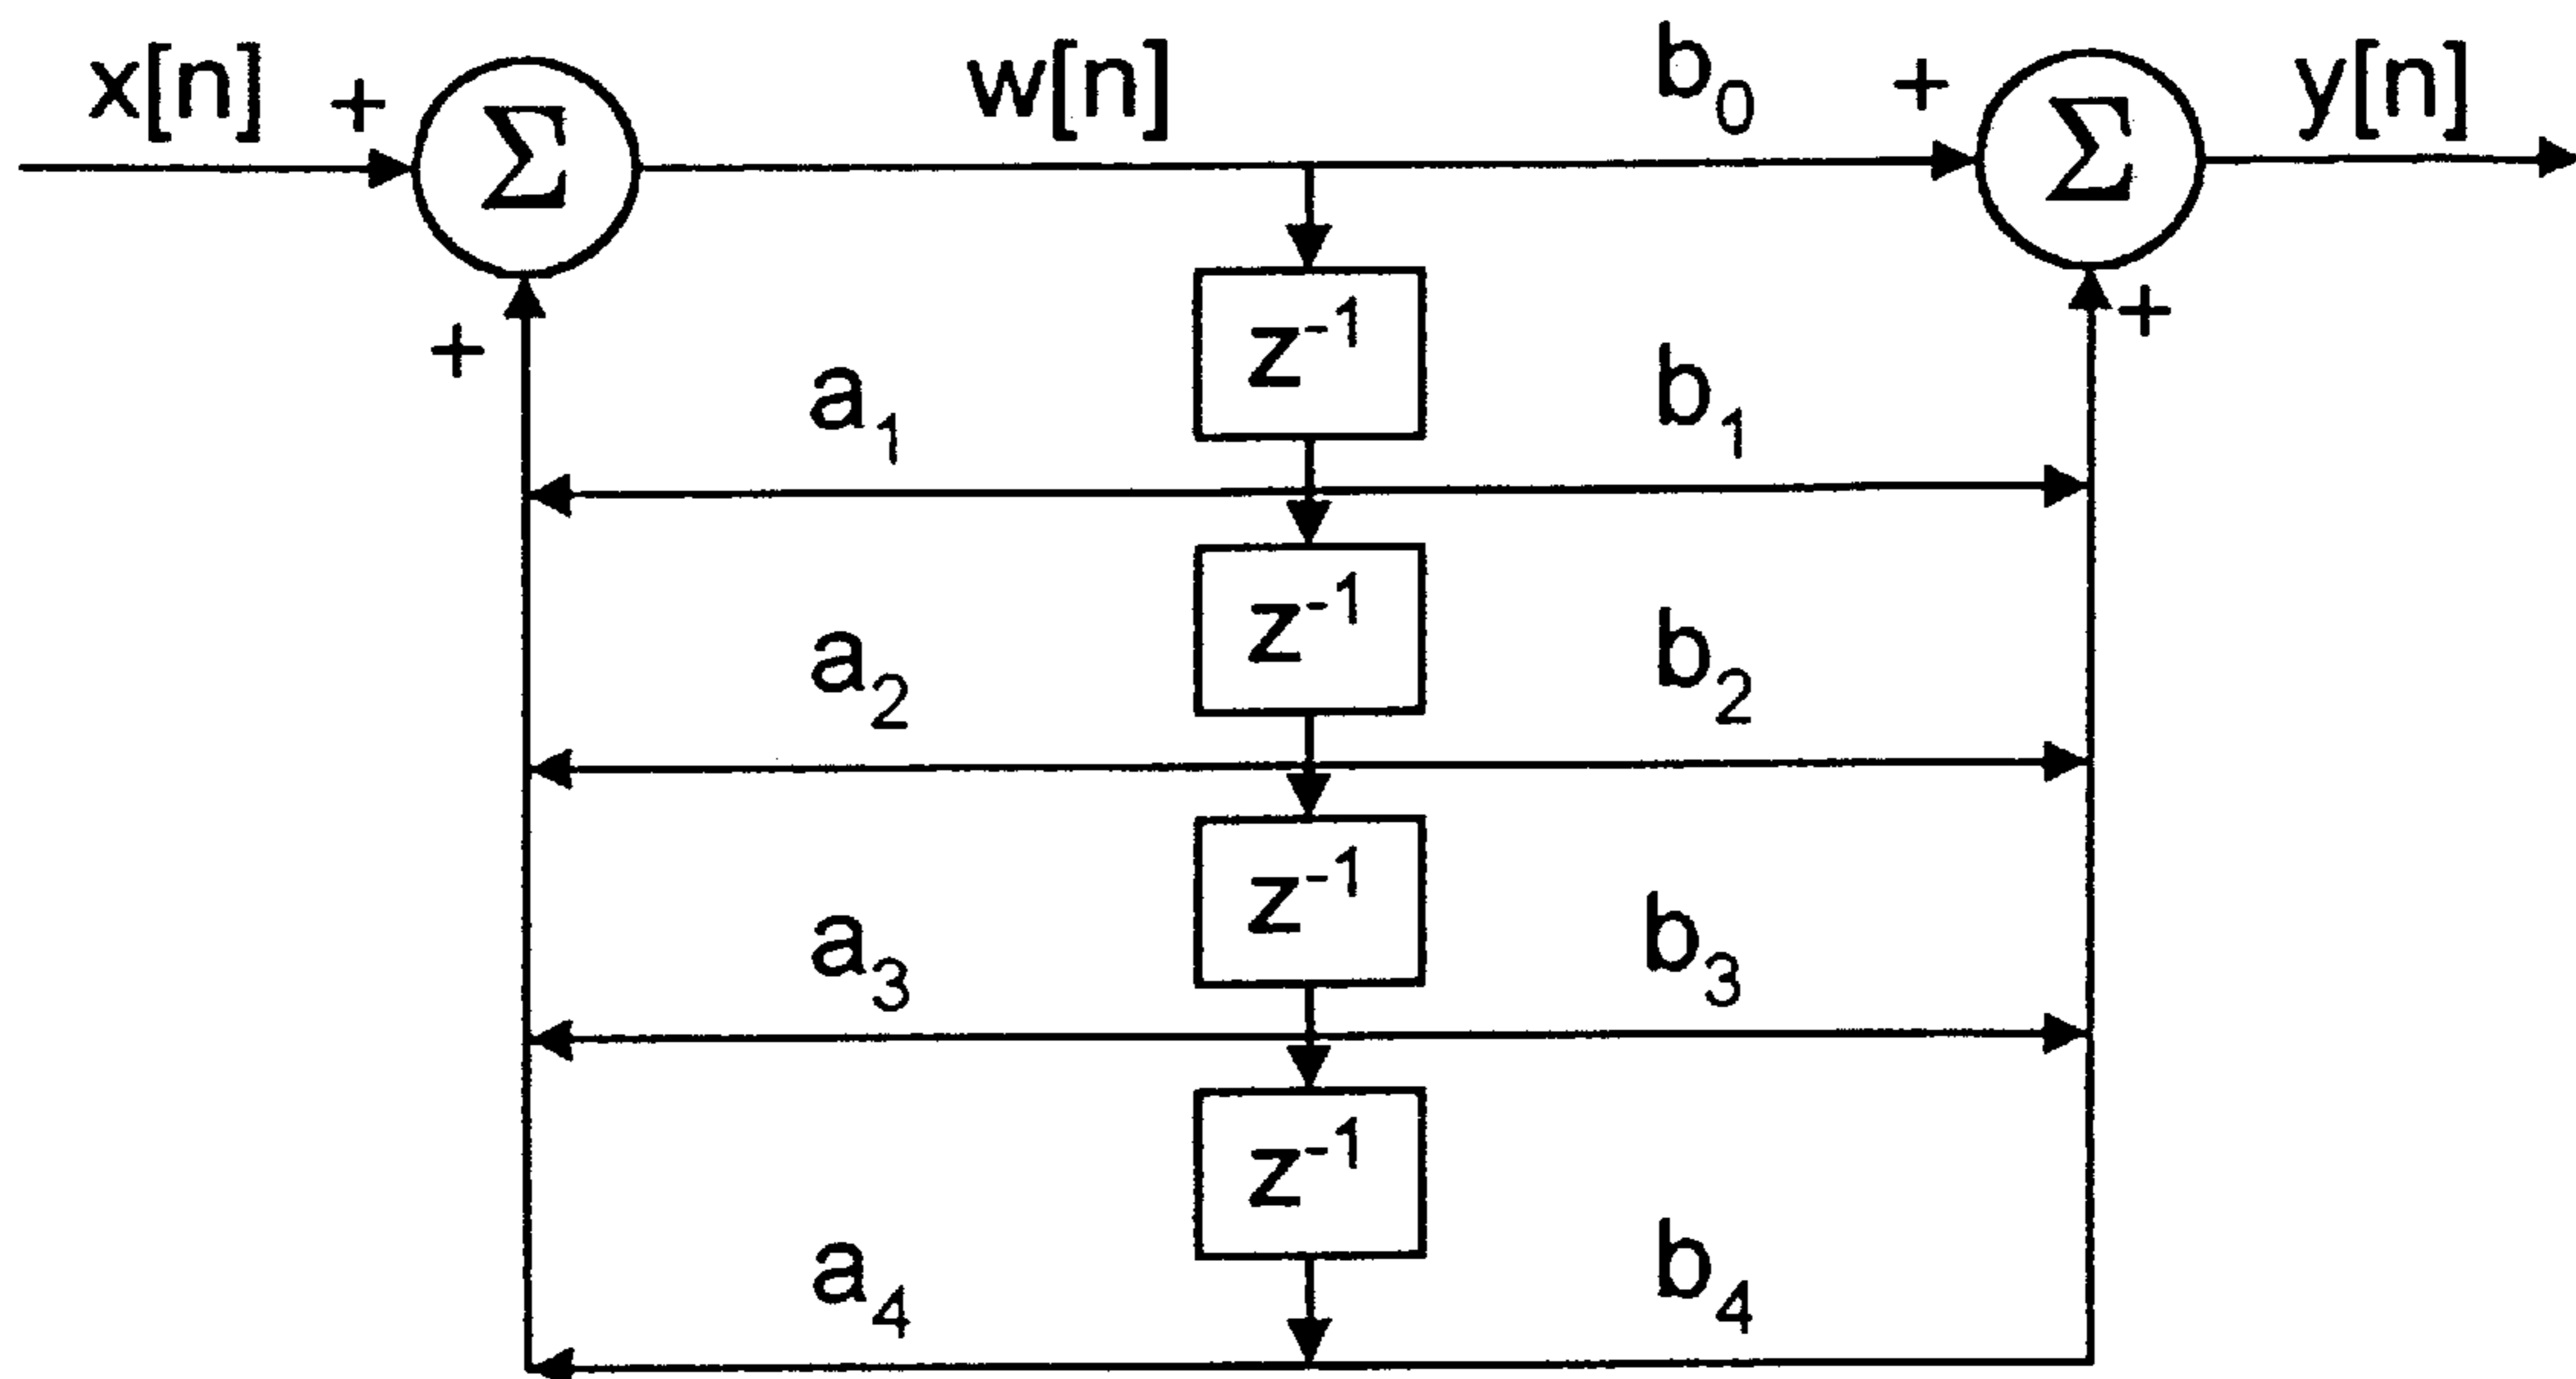 x[n] + Σ w[n] b₀ + Σ y[n]
+ +
z⁻¹
a₁ b₁
z⁻¹
a₂ b₂
z⁻¹
a₃ b₃
z⁻¹
a₄ b₄